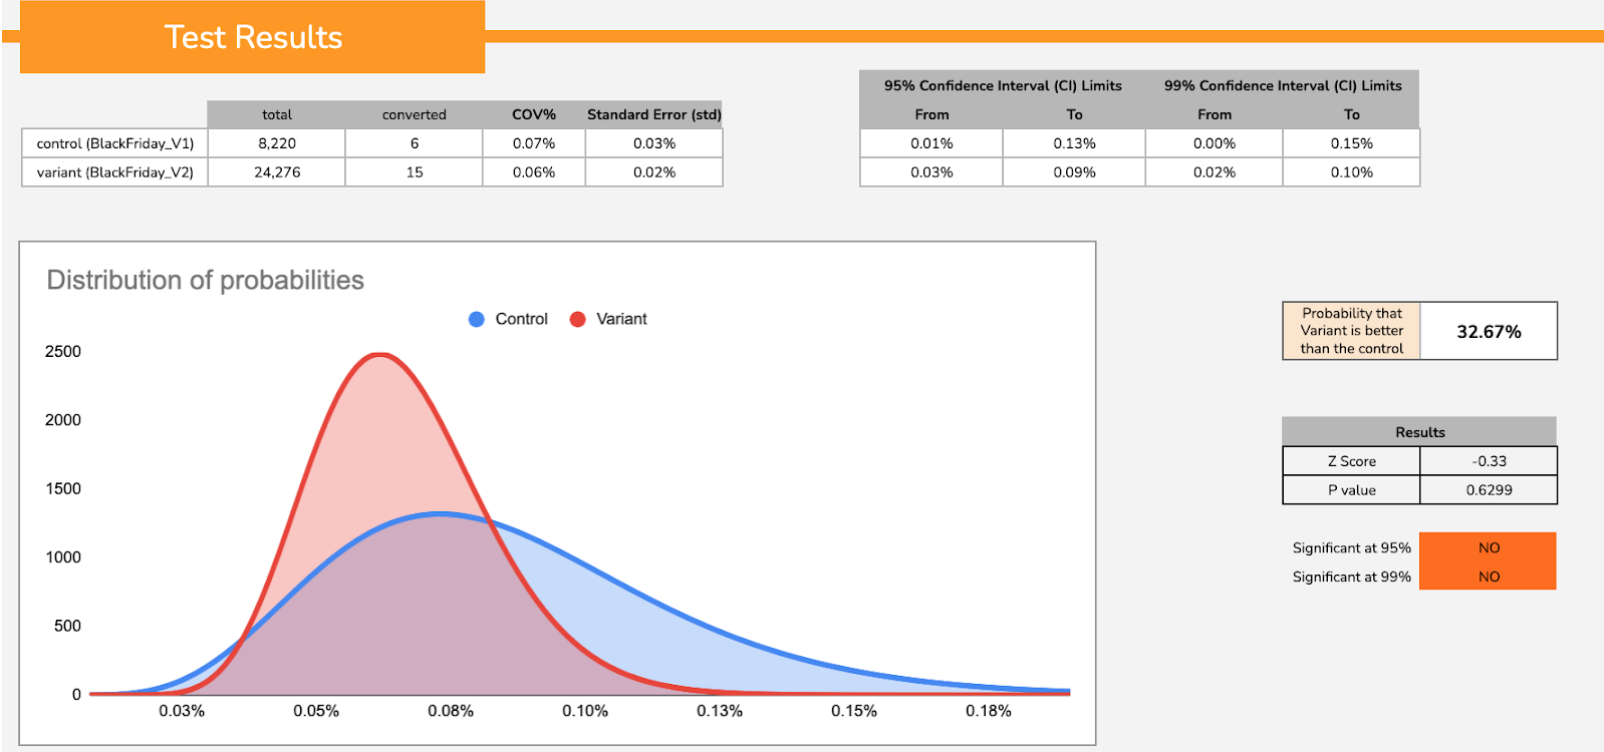 Test Results
total converted COV% Standard Error (std)
control (BlackFriday_V1) 8,220 6 0.07% 0.03%
variant (BlackFriday_V2) 24,276 15 0.06% 0.02%
95% Confidence Interval (CI) Limits 99% Confidence Interval (CI) Limits
From To From To
0.01% 0.13% 0.00% 0.15%
0.03% 0.09% 0.02% 0.10%
Distribution of probabilities
Control Variant
2500
2000
1500
1000
500
0
0.03% 0.05% 0.08% 0.10% 0.13% 0.15% 0.18%
Probability that
Variant is better
than the control
32.67%
Results
Z Score -0.33
P value 0.6299
Significant at 95% NO
Significant at 99% NO